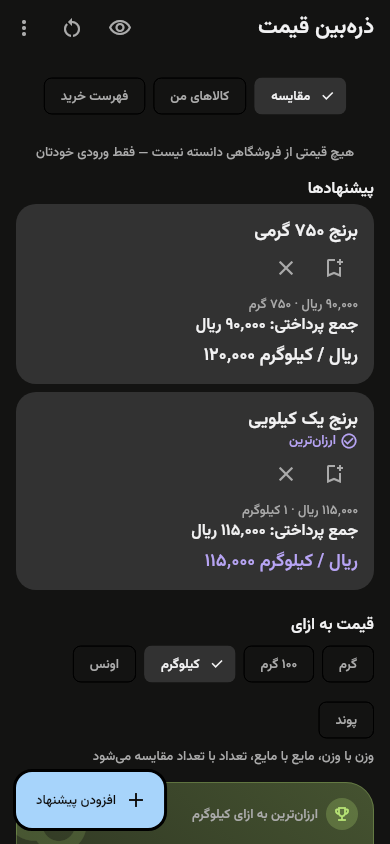 ذره‌بین قیمت
مقایسه
کالاهای من
فهرست خرید
هیچ قیمتی از فروشگاهی دانسته نیست — فقط ورودی خودتان
پیشنهادها
برنج ۷۵۰ گرمی
۹۰٬۰۰۰ ریال · ۷۵۰ گرم
جمع پرداختی: ۹۰٬۰۰۰ ریال
ریال / کیلوگرم ۱۲۰٬۰۰۰
برنج یک کیلویی
ارزان‌ترین
۱۱۵٬۰۰۰ ریال · ۱ کیلوگرم
جمع پرداختی: ۱۱۵٬۰۰۰ ریال
ریال / کیلوگرم ۱۱۵٬۰۰۰
قیمت به ازای
گرم
۱۰۰ گرم
کیلوگرم
اونس
پوند
وزن با وزن، مایع با مایع، تعداد با تعداد مقایسه می‌شود
ارزان‌ترین به ازای کیلوگرم
افزودن پیشنهاد